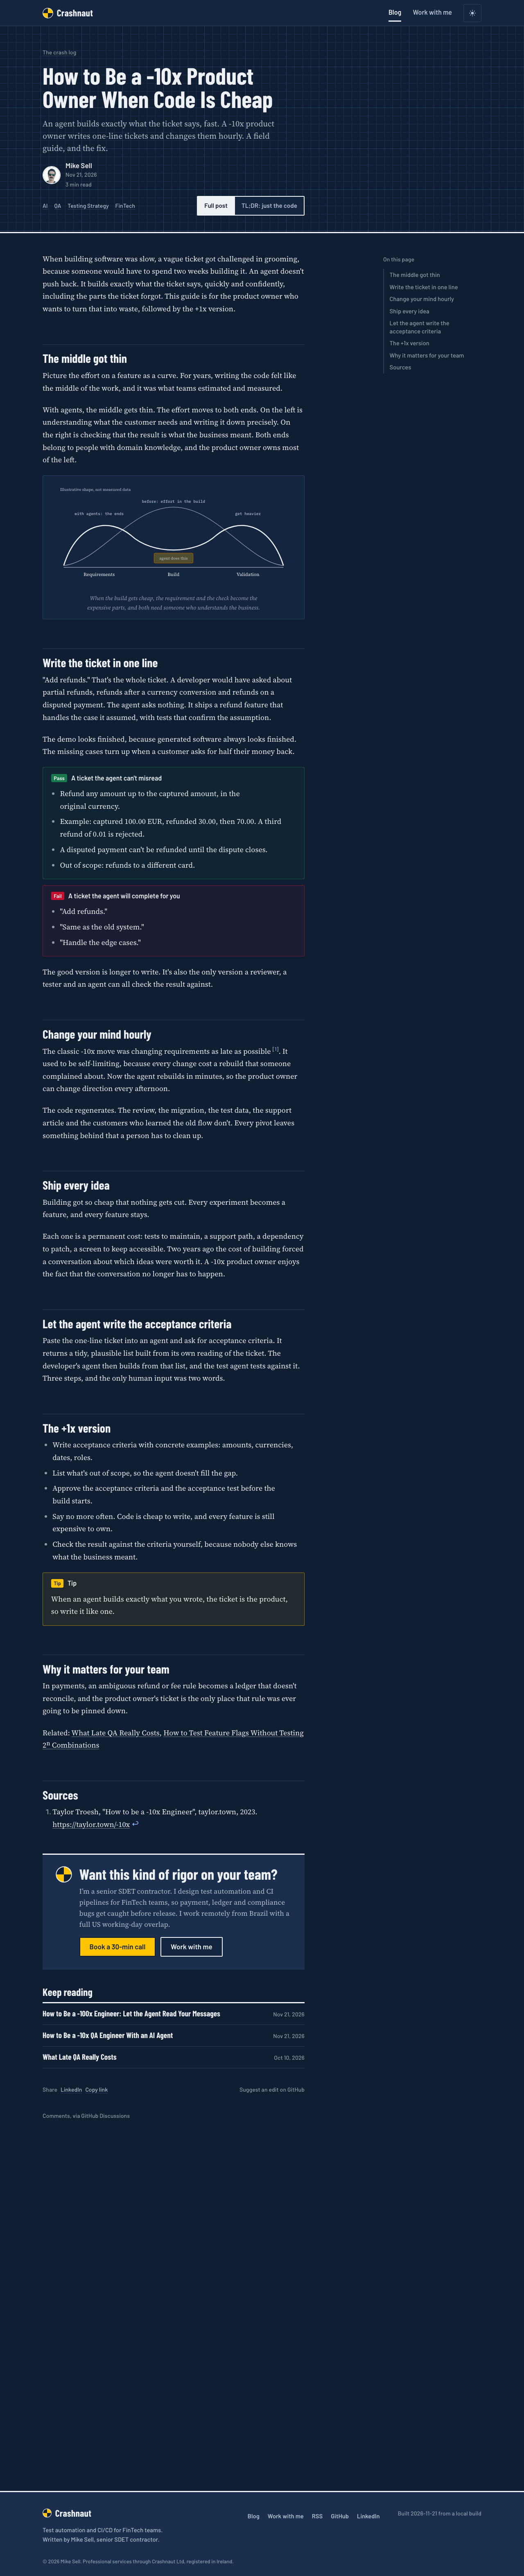 Crashnaut
Blog
Work with me
The crash log
How to Be a -10x Product
Owner When Code Is Cheap
An agent builds exactly what the ticket says, fast. A -10x product
owner writes one-line tickets and changes them hourly. A field
guide, and the fix.
Mike Sell
Nov 21, 2026
3 min read
AI QA Testing Strategy FinTech
Full post
TL;DR: just the code
When building software was slow, a vague ticket got challenged in grooming,
because someone would have to spend two weeks building it. An agent doesn't
push back. It builds exactly what the ticket says, quickly and confidently,
including the parts the ticket forgot. This guide is for the product owner who
wants to turn that into waste, followed by the +1x version.
On this page
The middle got thin
Write the ticket in one line
Change your mind hourly
Ship every idea
Let the agent write the
acceptance criteria
The +1x version
Why it matters for your team
Sources
The middle got thin
Picture the effort on a feature as a curve. For years, writing the code felt like
the middle of the work, and it was what teams estimated and measured.
With agents, the middle gets thin. The effort moves to both ends. On the left is
understanding what the customer needs and writing it down precisely. On
the right is checking that the result is what the business meant. Both ends
belong to people with domain knowledge, and the product owner owns most
of the left.
Illustrative shape, not measured data
before: effort in the build
with agents: the ends
get heavier
agent does this
Requirements
Build
Validation
When the build gets cheap, the requirement and the check become the
expensive parts, and both need someone who understands the business.
Write the ticket in one line
"Add refunds." That's the whole ticket. A developer would have asked about
partial refunds, refunds after a currency conversion and refunds on a
disputed payment. The agent asks nothing. It ships a refund feature that
handles the case it assumed, with tests that confirm the assumption.
The demo looks finished, because generated software always looks finished.
The missing cases turn up when a customer asks for half their money back.
Pass A ticket the agent can't misread
Refund any amount up to the captured amount, in the
original currency.
Example: captured 100.00 EUR, refunded 30.00, then 70.00. A third
refund of 0.01 is rejected.
A disputed payment can't be refunded until the dispute closes.
Out of scope: refunds to a different card.
Fail A ticket the agent will complete for you
"Add refunds."
"Same as the old system."
"Handle the edge cases."
The good version is longer to write. It's also the only version a reviewer, a
tester and an agent can all check the result against.
Change your mind hourly
The classic -10x move was changing requirements as late as possible [1]. It
used to be self-limiting, because every change cost a rebuild that someone
complained about. Now the agent rebuilds in minutes, so the product owner
can change direction every afternoon.
The code regenerates. The review, the migration, the test data, the support
article and the customers who learned the old flow don't. Every pivot leaves
something behind that a person has to clean up.
Ship every idea
Building got so cheap that nothing gets cut. Every experiment becomes a
feature, and every feature stays.
Each one is a permanent cost: tests to maintain, a support path, a dependency
to patch, a screen to keep accessible. Two years ago the cost of building forced
a conversation about which ideas were worth it. A -10x product owner enjoys
the fact that the conversation no longer has to happen.
Let the agent write the acceptance criteria
Paste the one-line ticket into an agent and ask for acceptance criteria. It
returns a tidy, plausible list built from its own reading of the ticket. The
developer's agent then builds from that list, and the test agent tests against it.
Three steps, and the only human input was two words.
The +1x version
Write acceptance criteria with concrete examples: amounts, currencies,
dates, roles.
List what's out of scope, so the agent doesn't fill the gap.
Approve the acceptance criteria and the acceptance test before the
build starts.
Say no more often. Code is cheap to write, and every feature is still
expensive to own.
Check the result against the criteria yourself, because nobody else knows
what the business meant.
Tip Tip
When an agent builds exactly what you wrote, the ticket is the product,
so write it like one.
Why it matters for your team
In payments, an ambiguous refund or fee rule becomes a ledger that doesn't
reconcile, and the product owner's ticket is the only place that rule was ever
going to be pinned down.
Related: What Late QA Really Costs, How to Test Feature Flags Without Testing
2ⁿ Combinations
Sources
1. Taylor Troesh, "How to be a -10x Engineer", taylor.town, 2023.
https://taylor.town/-10x ↩
Want this kind of rigor on your team?
I'm a senior SDET contractor. I design test automation and CI
pipelines for FinTech teams, so payment, ledger and compliance
bugs get caught before release. I work remotely from Brazil with a
full US working-day overlap.
Book a 30-min call
Work with me
Keep reading
How to Be a -100x Engineer: Let the Agent Read Your Messages
Nov 21, 2026
How to Be a -10x QA Engineer With an AI Agent
Nov 21, 2026
What Late QA Really Costs
Oct 10, 2026
Share LinkedIn Copy link
Suggest an edit on GitHub
Comments, via GitHub Discussions
Crashnaut
Test automation and CI/CD for FinTech teams.
Written by Mike Sell, senior SDET contractor.
Blog Work with me RSS GitHub LinkedIn
Built 2026-11-21 from a local build
© 2026 Mike Sell. Professional services through Crashnaut Ltd, registered in Ireland.